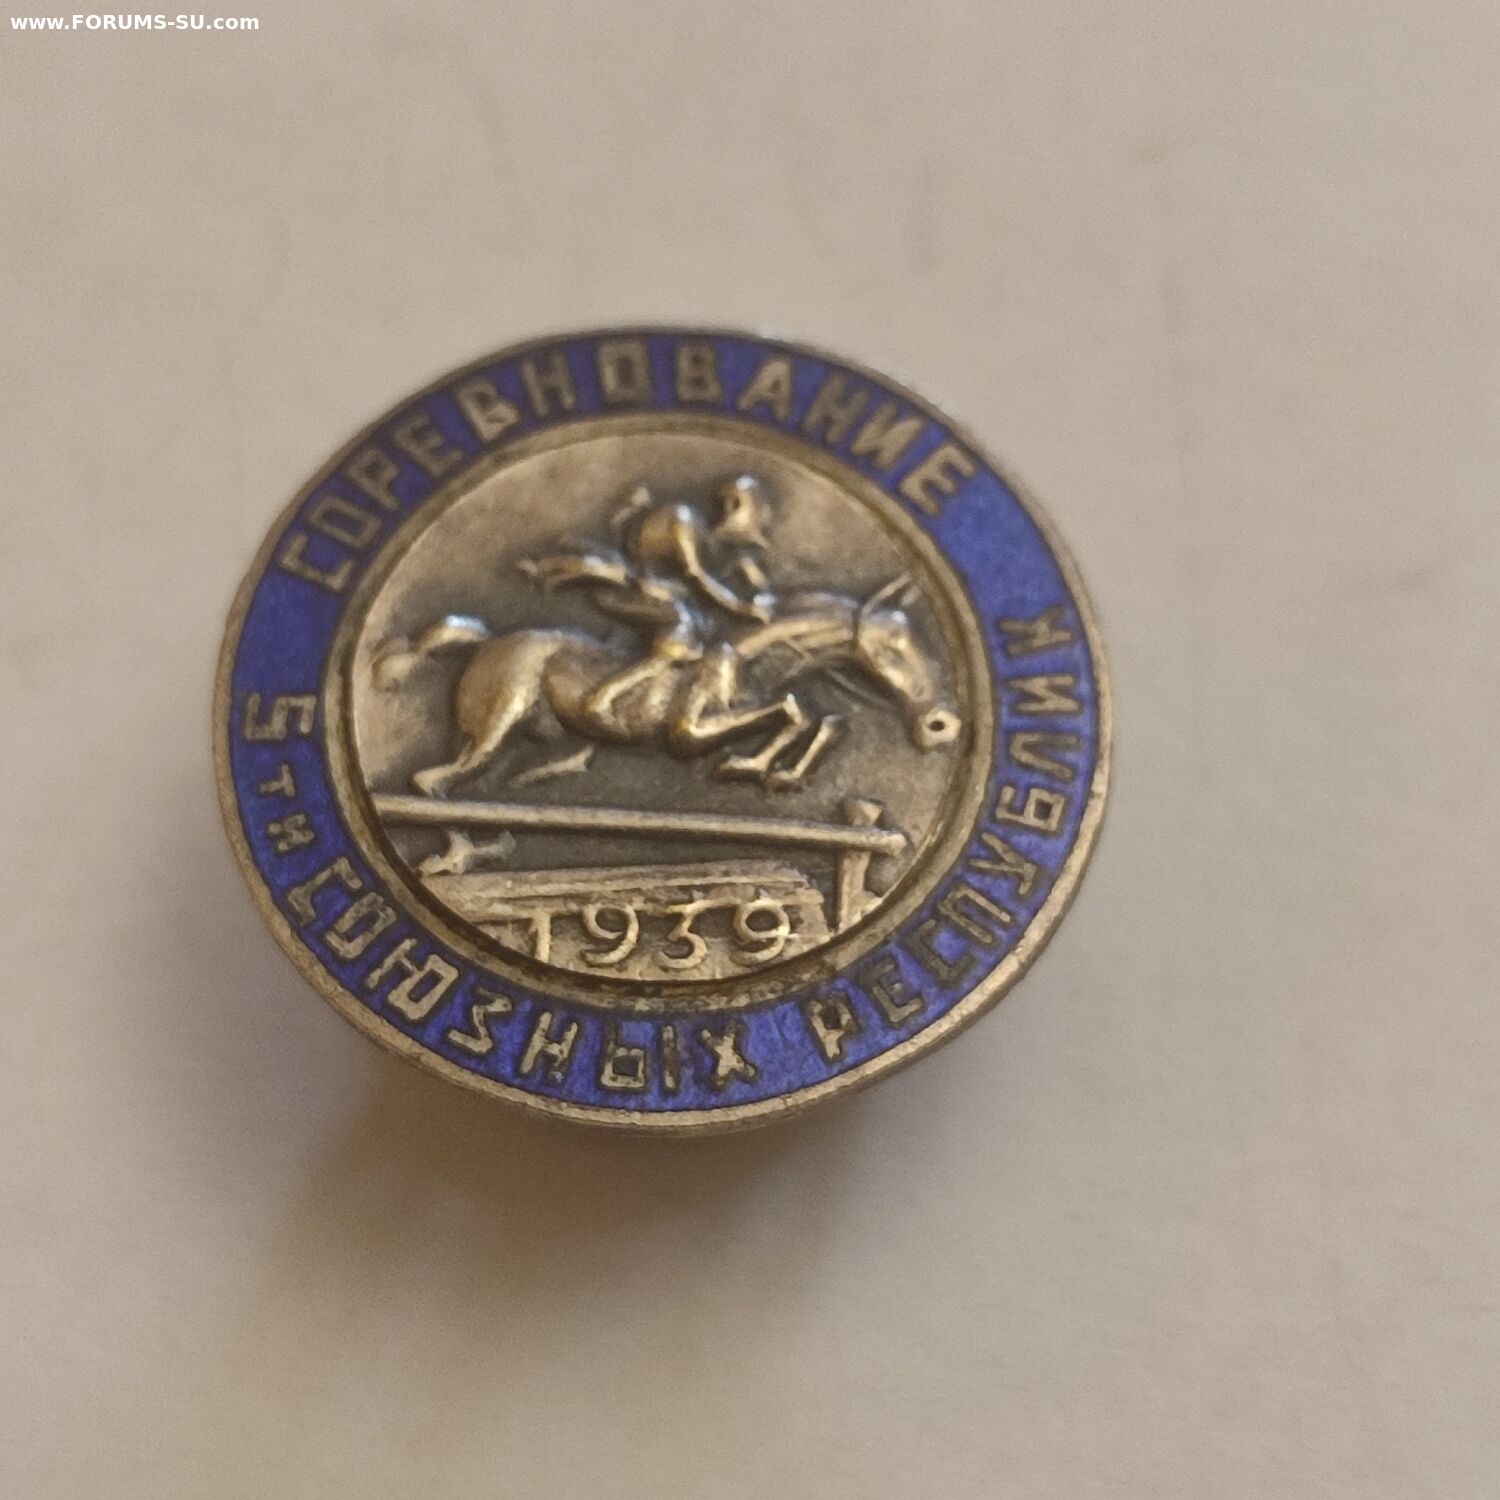 www.FORUMS-SU.com
СОРЕВНОВАНИЕ
5ТИ СОЮЗНЫХ РЕСПУБЛИК
1939